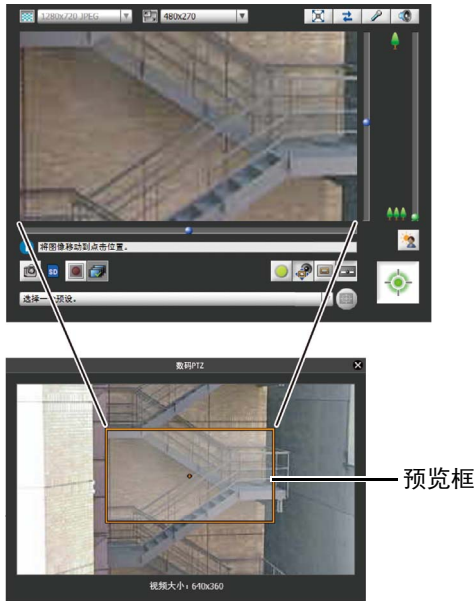 1280x720 JPEG
480x270
将图像移动到点击位置。
SD
选择一个预设。
数码PTZ
预览框
视频大小：640x360